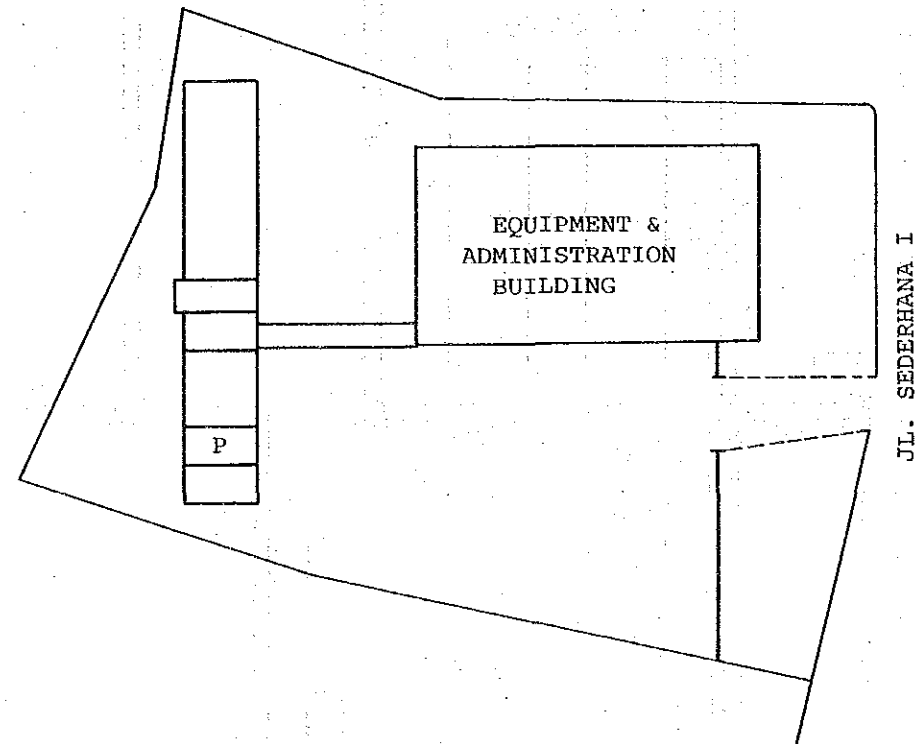 EQUIPMENT &
ADMINISTRATION
BUILDING
P
JL. SEDERHANA I